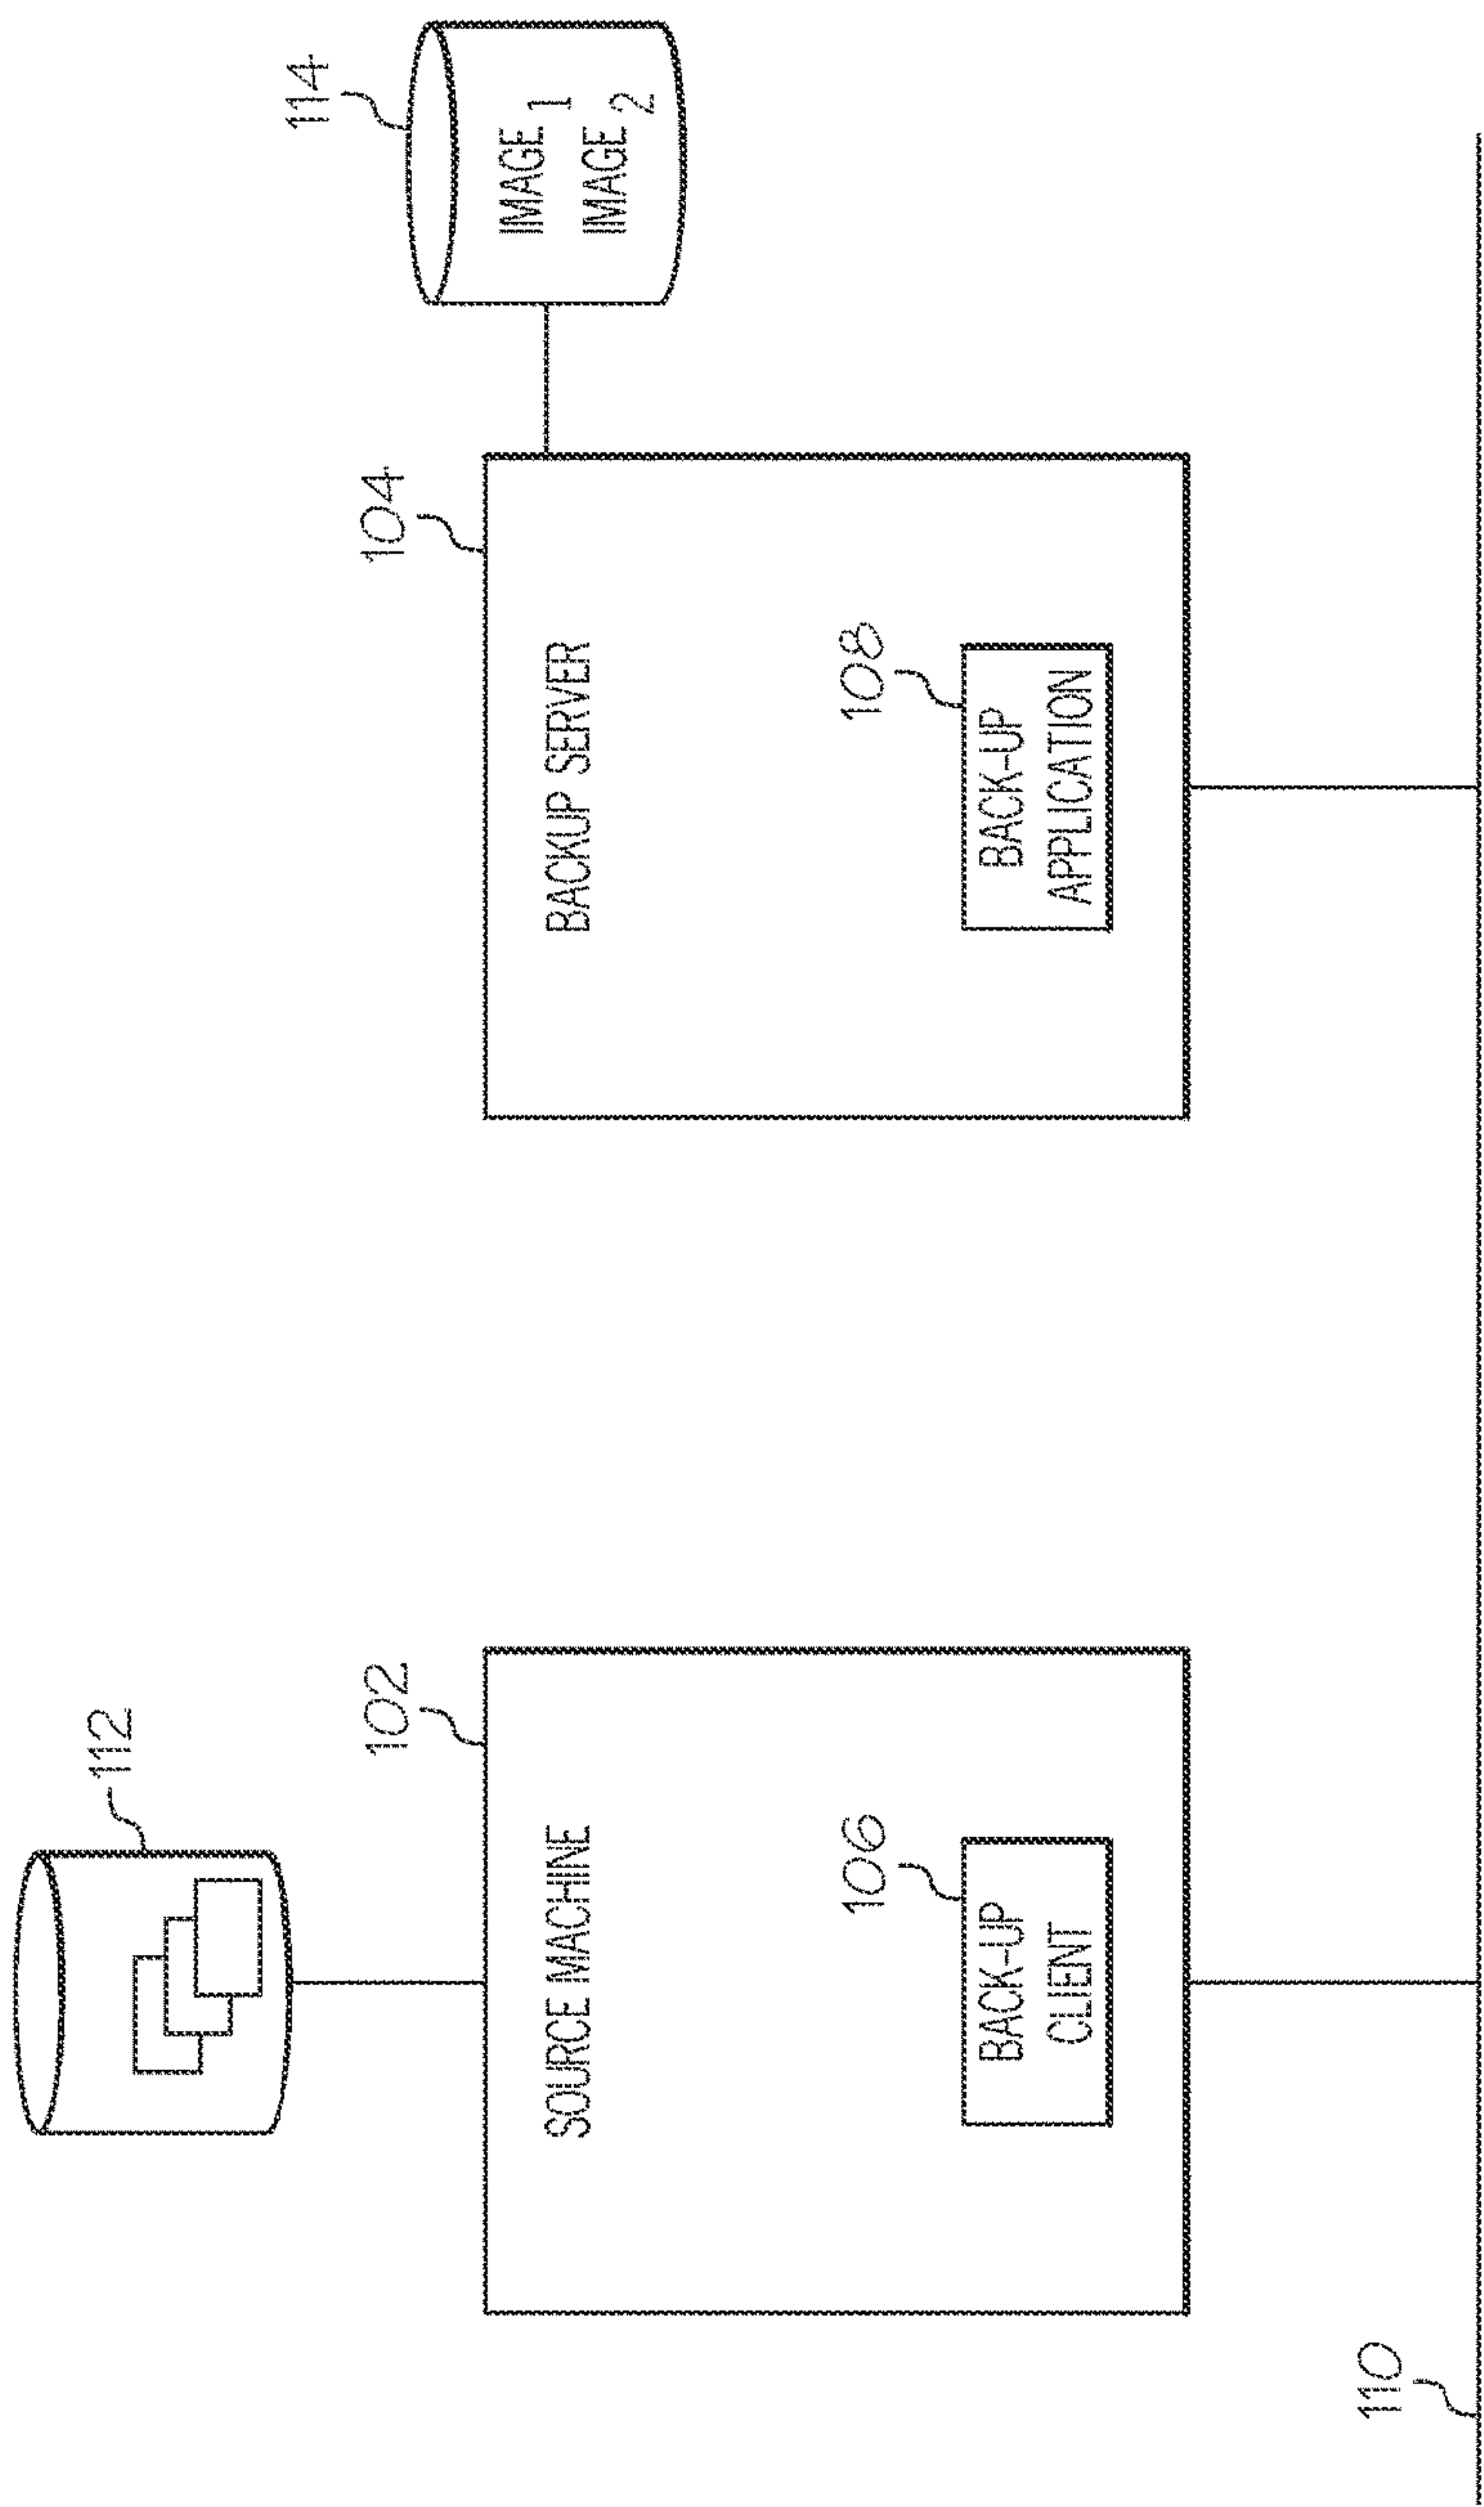 112
102
SOURCE MACHINE
106
BACK-UP
CLIENT
110
104
BACKUP SERVER
108
BACK-UP
APPLICATION
114
IMAGE 1
IMAGE 2